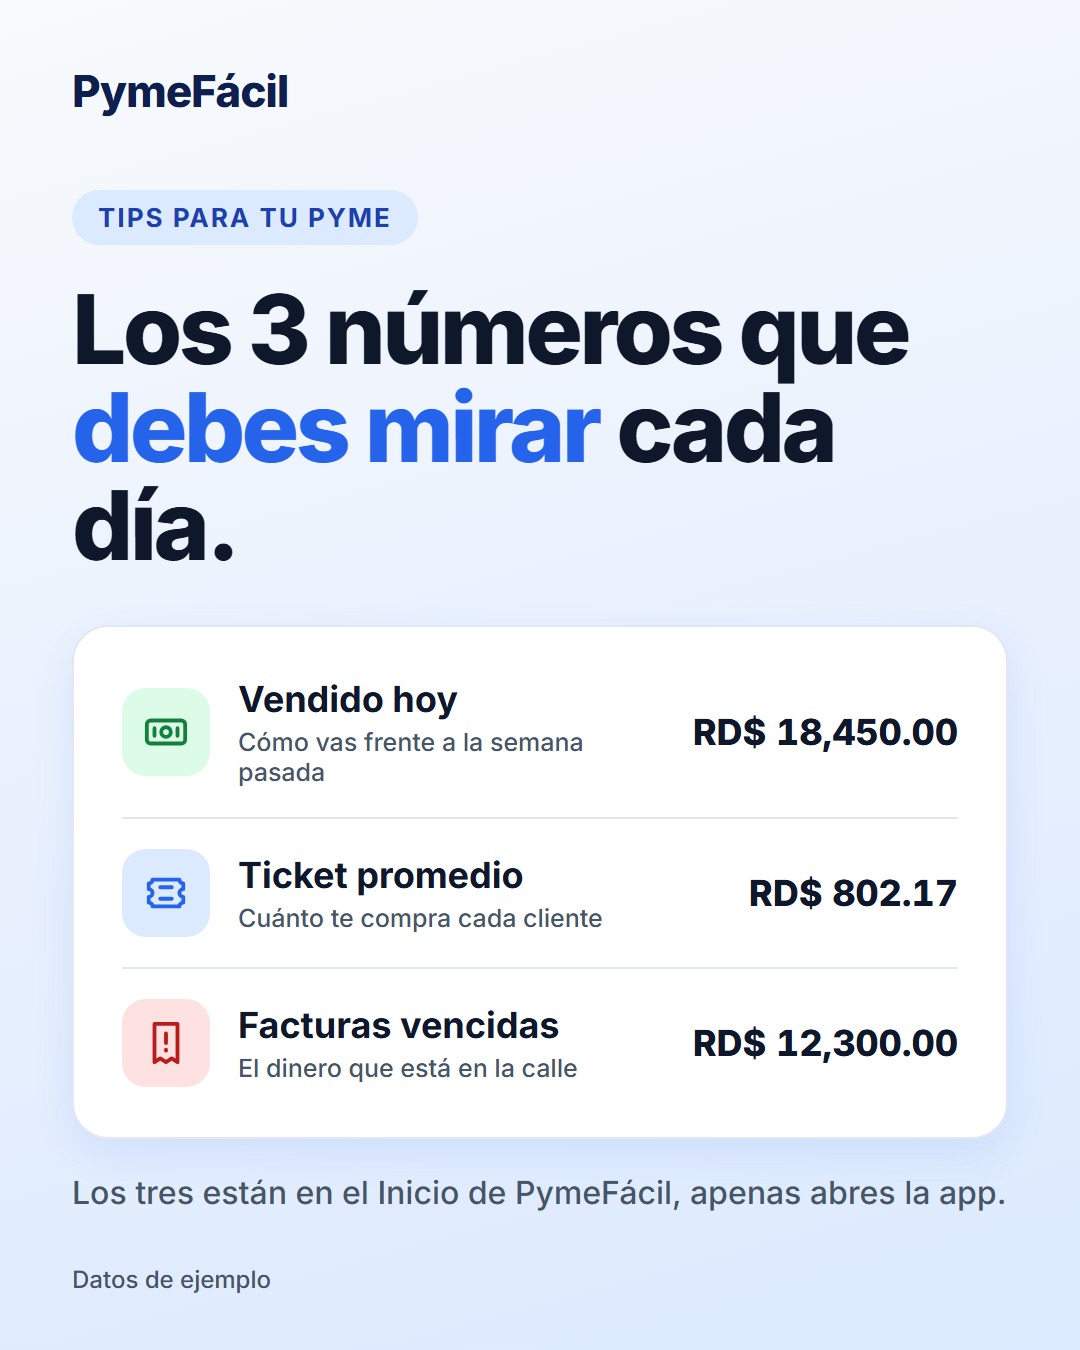 PymeFácil
TIPS PARA TU PYME
Los 3 números que
debes mirar cada
día.
Vendido hoy
Cómo vas frente a la semana
pasada
RD$ 18,450.00
Ticket promedio
Cuánto te compra cada cliente
RD$ 802.17
Facturas vencidas
El dinero que está en la calle
RD$ 12,300.00
Los tres están en el Inicio de PymeFácil, apenas abres la app.
Datos de ejemplo